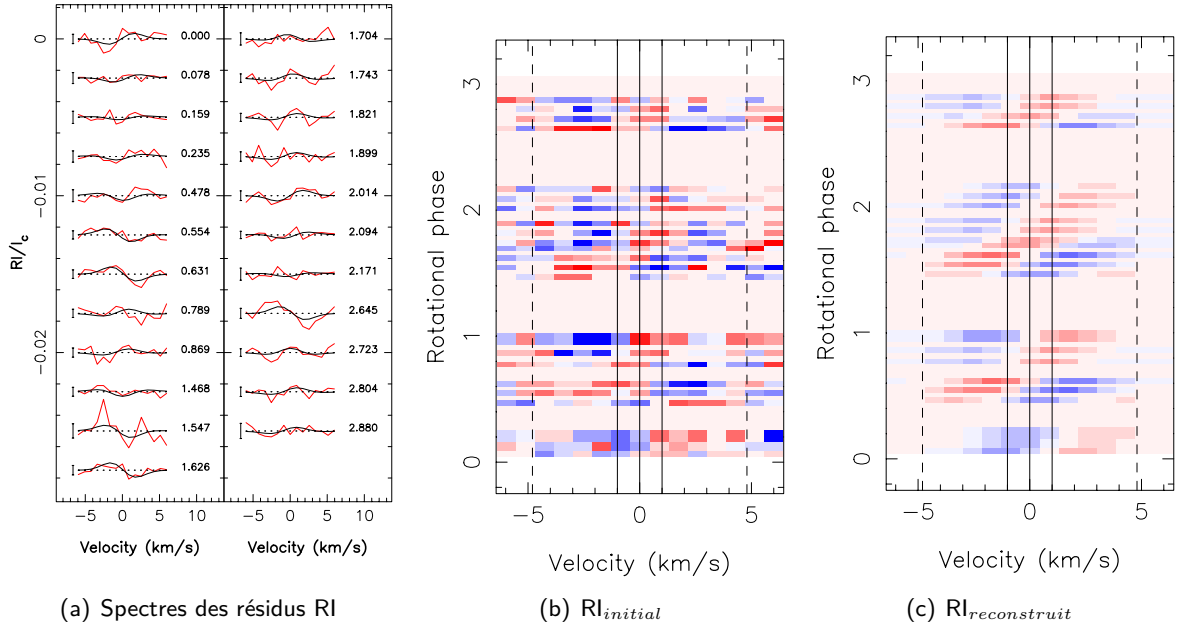 RI/I_c
0
−0.01
−0.02
0.000
0.078
0.159
0.235
0.478
0.554
0.631
0.789
0.869
1.468
1.547
1.626
1.704
1.743
1.821
1.899
2.014
2.094
2.171
2.645
2.723
2.804
2.880
−5 0 5 10
−5 0 5 10
Velocity (km/s)
Velocity (km/s)
(a) Spectres des résidus RI
Rotational phase
3
2
1
0
−5 0 5
Velocity (km/s)
(b) RI_initial
Rotational phase
3
2
1
0
−5 0 5
Velocity (km/s)
(c) RI_reconstruit